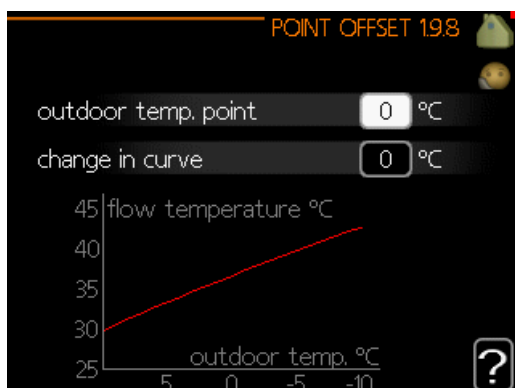 POINT OFFSET 1.9.8
outdoor temp. point 0 °C
change in curve 0 °C
45 flow temperature °C
40
35
30
25 outdoor temp. °C
5 0 -5 -10
?